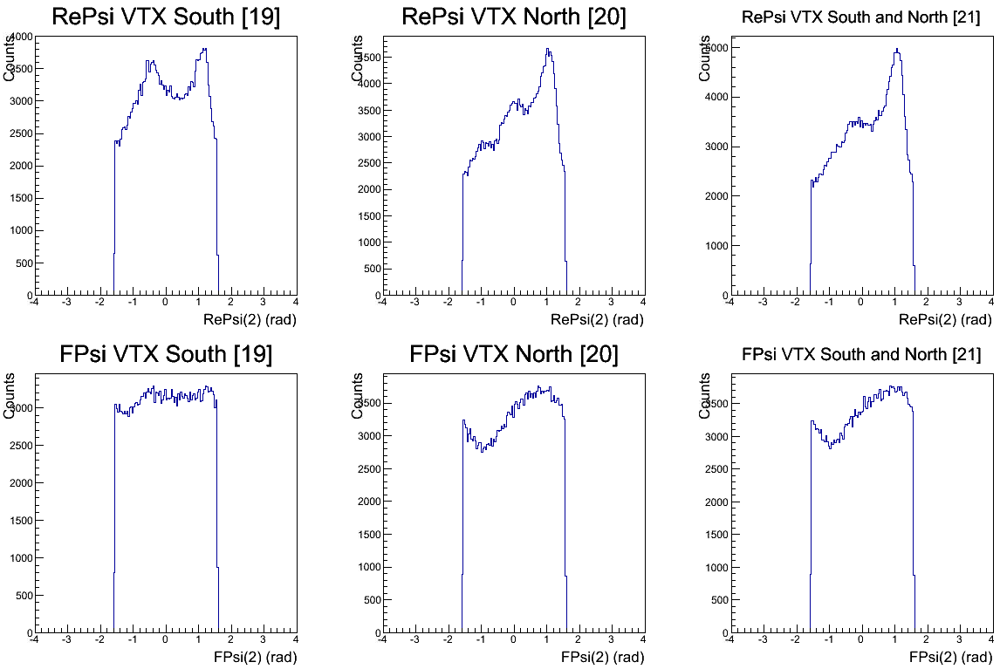 RePsi VTX South [19]
Counts
4000
3500
3000
2500
2000
1500
1000
500
0
-4 -3 -2 -1 0 1 2 3 4
RePsi(2) (rad)
RePsi VTX North [20]
Counts
4500
4000
3500
3000
2500
2000
1500
1000
500
0
-4 -3 -2 -1 0 1 2 3 4
RePsi(2) (rad)
RePsi VTX South and North [21]
Counts
5000
4000
3000
2000
1000
0
-4 -3 -2 -1 0 1 2 3 4
RePsi(2) (rad)
FPsi VTX South [19]
Counts
3000
2500
2000
1500
1000
500
0
-4 -3 -2 -1 0 1 2 3 4
FPsi(2) (rad)
FPsi VTX North [20]
Counts
3500
3000
2500
2000
1500
1000
500
0
-4 -3 -2 -1 0 1 2 3 4
FPsi(2) (rad)
FPsi VTX South and North [21]
Counts
3500
3000
2500
2000
1500
1000
500
0
-4 -3 -2 -1 0 1 2 3 4
FPsi(2) (rad)